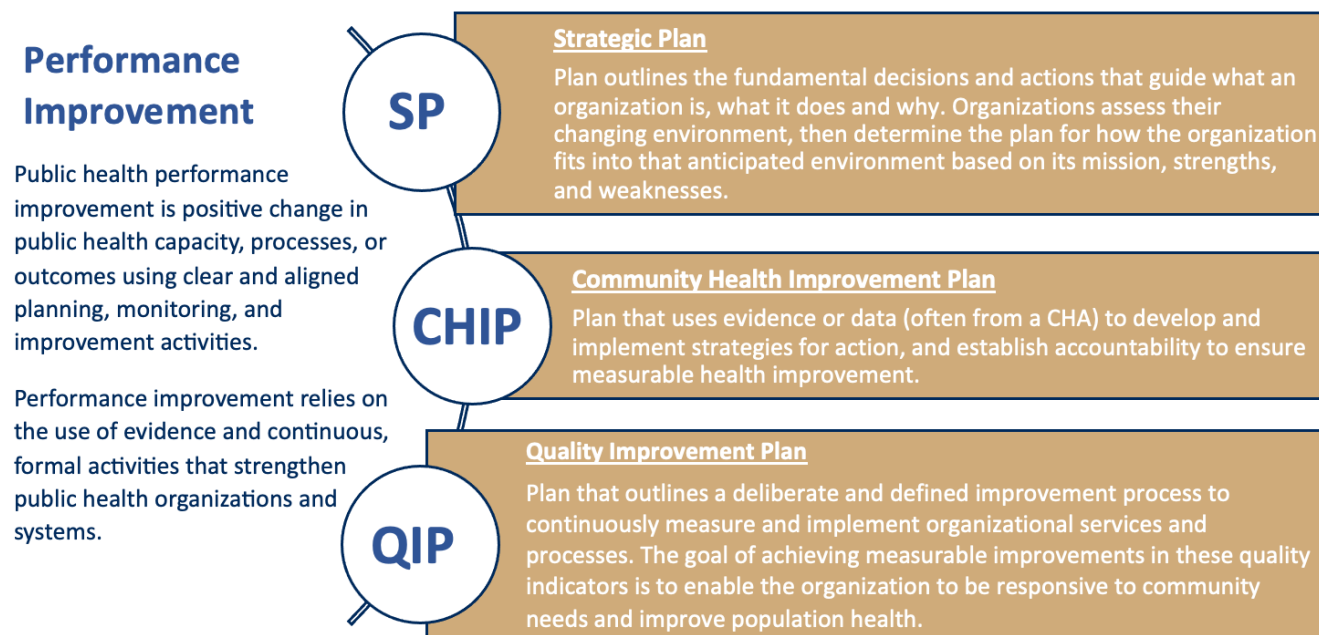 Performance
Improvement
Public health performance
improvement is positive change in
public health capacity, processes, or
outcomes using clear and aligned
planning, monitoring, and
improvement activities.
Performance improvement relies on
the use of evidence and continuous,
formal activities that strengthen
public health organizations and
systems.
SP
Strategic Plan
Plan outlines the fundamental decisions and actions that guide what an
organization is, what it does and why. Organizations assess their
changing environment, then determine the plan for how the organization
fits into that anticipated environment based on its mission, strengths,
and weaknesses.
CHIP
Community Health Improvement Plan
Plan that uses evidence or data (often from a CHA) to develop and
implement strategies for action, and establish accountability to ensure
measurable health improvement.
QIP
Quality Improvement Plan
Plan that outlines a deliberate and defined improvement process to
continuously measure and implement organizational services and
processes. The goal of achieving measurable improvements in these quality
indicators is to enable the organization to be responsive to community
needs and improve population health.